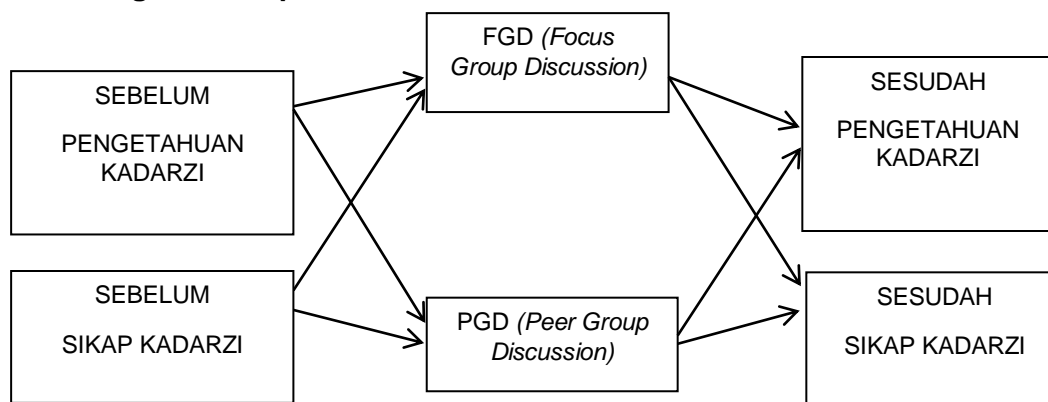 SEBELUM
PENGETAHUAN
KADARZI
SEBELUM
SIKAP KADARZI
FGD (Focus
Group Discussion)
PGD (Peer Group
Discussion)
SESUDAH
PENGETAHUAN
KADARZI
SESUDAH
SIKAP KADARZI